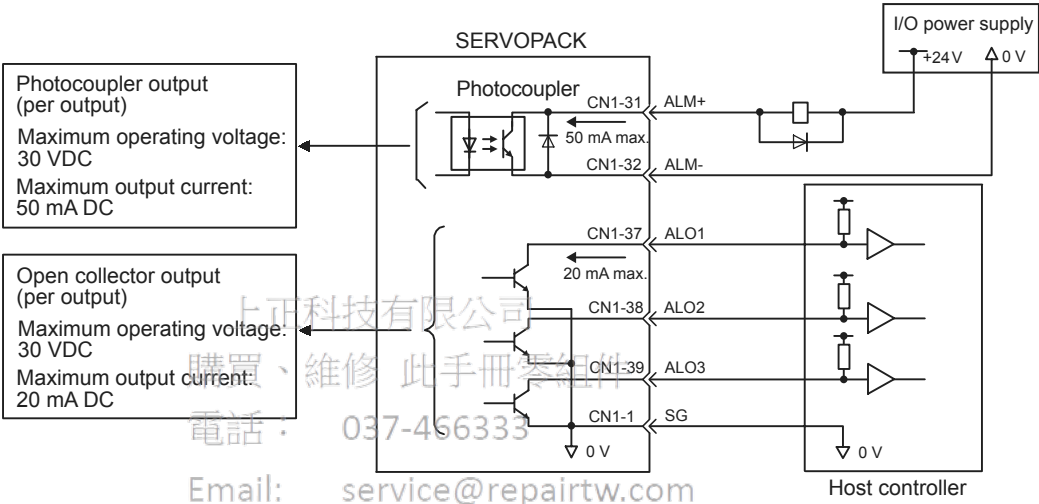 I/O power supply
+24 V
0 V
SERVOPACK
Photocoupler output
(per output)
Maximum operating voltage:
30 VDC
Maximum output current:
50 mA DC
Photocoupler
CN1-31
ALM+
50 mA max.
CN1-32
ALM-
CN1-37
ALO1
20 mA max.
Open collector output
(per output)
Maximum operating voltage:
30 VDC
Maximum output current:
20 mA DC
CN1-38
ALO2
CN1-39
ALO3
CN1-1
SG
0 V
0 V
Host controller
上正科技有限公司
購買、維修 此手冊零組件
電話： 037-466333
Email: service@repairtw.com